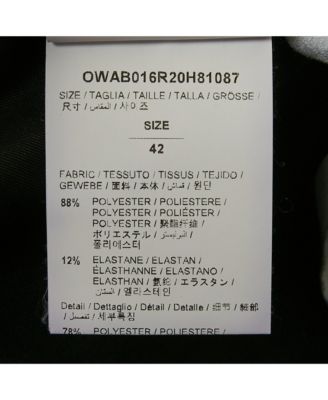 OWAB016R20H81087
SIZE / TAGLIA / TAILLE / TALLA / GRÖSSE /
尺寸 / المقاس / 사이즈
SIZE
42
FABRIC / TESSUTO / TISSUS / TEJIDO /
GEWEBE / 面料 / 本体 / قماش / 원단
88% POLYESTER / POLIESTERE /
POLYESTER / POLIÉSTER /
POLYESTER / 聚酯纤维 /
ポリエステル / البوليستر /
폴리에스터
12% ELASTANE / ELASTAN /
ÉLASTHANNE / ELASTANO /
ELASTHAN / 氨纶 / エラスタン /
الاستان / 엘라스테인
Detail / Dettaglio / Détail / Detalle / 细节 / 細部
/ تفصيل / 세부특징
78% POLYESTER / POLIESTERE /